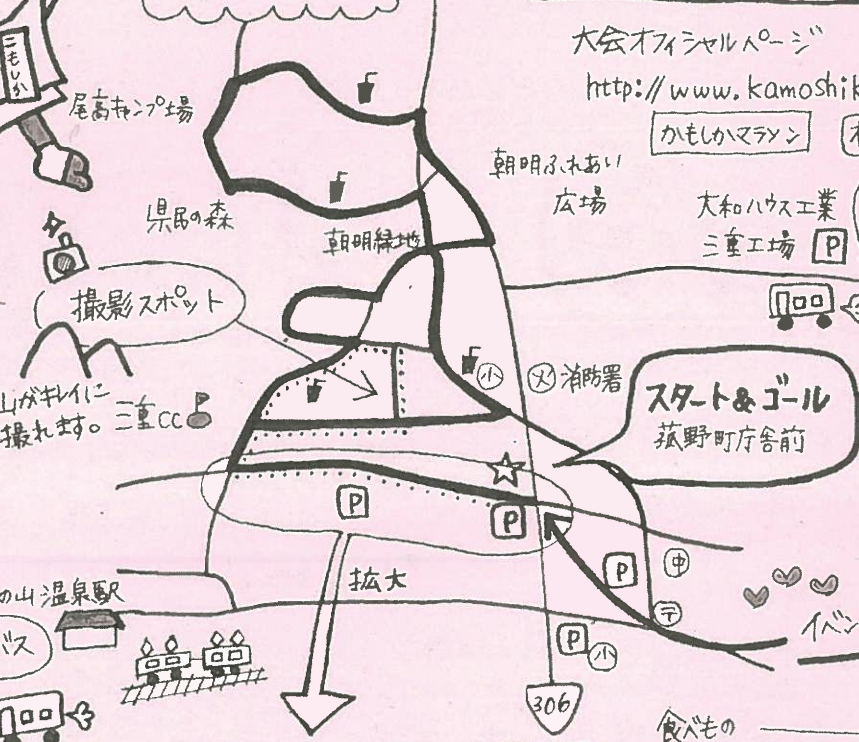 こもしか
大会オフィシャルページ
http://www.kamoshik
かもしかマラソン
尾高キャンプ場
朝明ふれあい
広場
大和ハウス工業
三重工場 P
県民の森
朝明緑地
撮影スポット
山がキレイに
撮れます。
三重CC
小
火 消防署
スタート&ゴール
菰野町庁舎前
P
P
P
中
拡大
の山温泉駅
〒
イベン
バス
P
小
306
食べもの